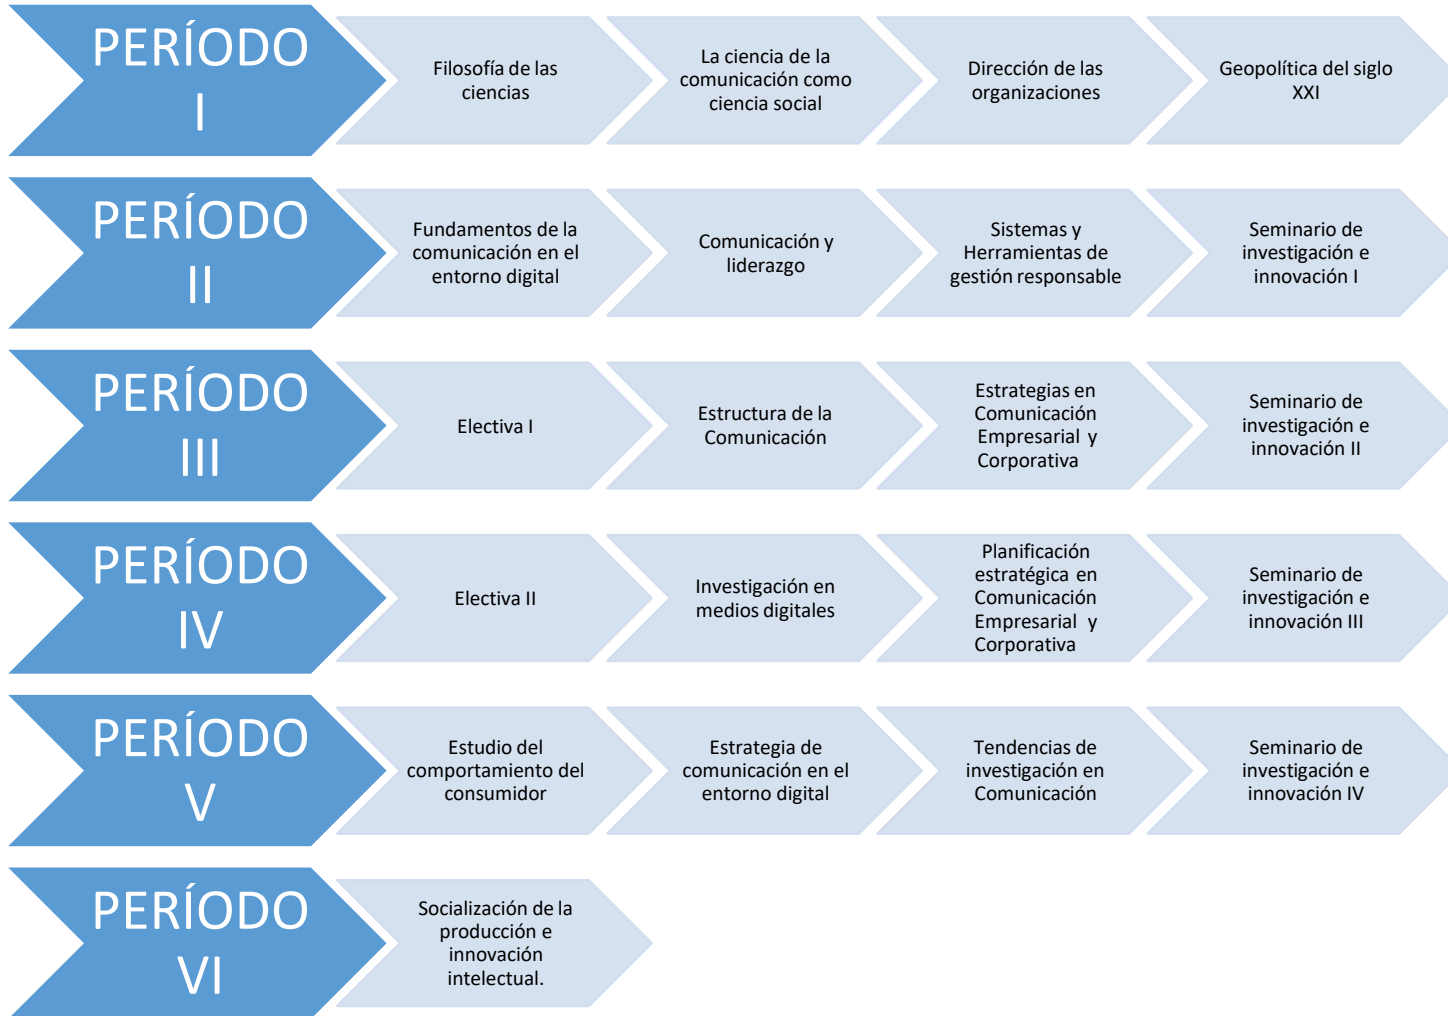 PERÍODO
I
Filosofía de las
ciencias
La ciencia de la
comunicación como
ciencia social
Dirección de las
organizaciones
Geopolítica del siglo
XXI
PERÍODO
II
Fundamentos de la
comunicación en el
entorno digital
Comunicación y
liderazgo
Sistemas y
Herramientas de
gestión responsable
Seminario de
investigación e
innovación I
PERÍODO
III
Electiva I
Estructura de la
Comunicación
Estrategias en
Comunicación
Empresarial y
Corporativa
Seminario de
investigación e
innovación II
PERÍODO
IV
Electiva II
Investigación en
medios digitales
Planificación
estratégica en
Comunicación
Empresarial y
Corporativa
Seminario de
investigación e
innovación III
PERÍODO
V
Estudio del
comportamiento del
consumidor
Estrategia de
comunicación en el
entorno digital
Tendencias de
investigación en
Comunicación
Seminario de
investigación e
innovación IV
PERÍODO
VI
Socialización de la
producción e
innovación
intelectual.